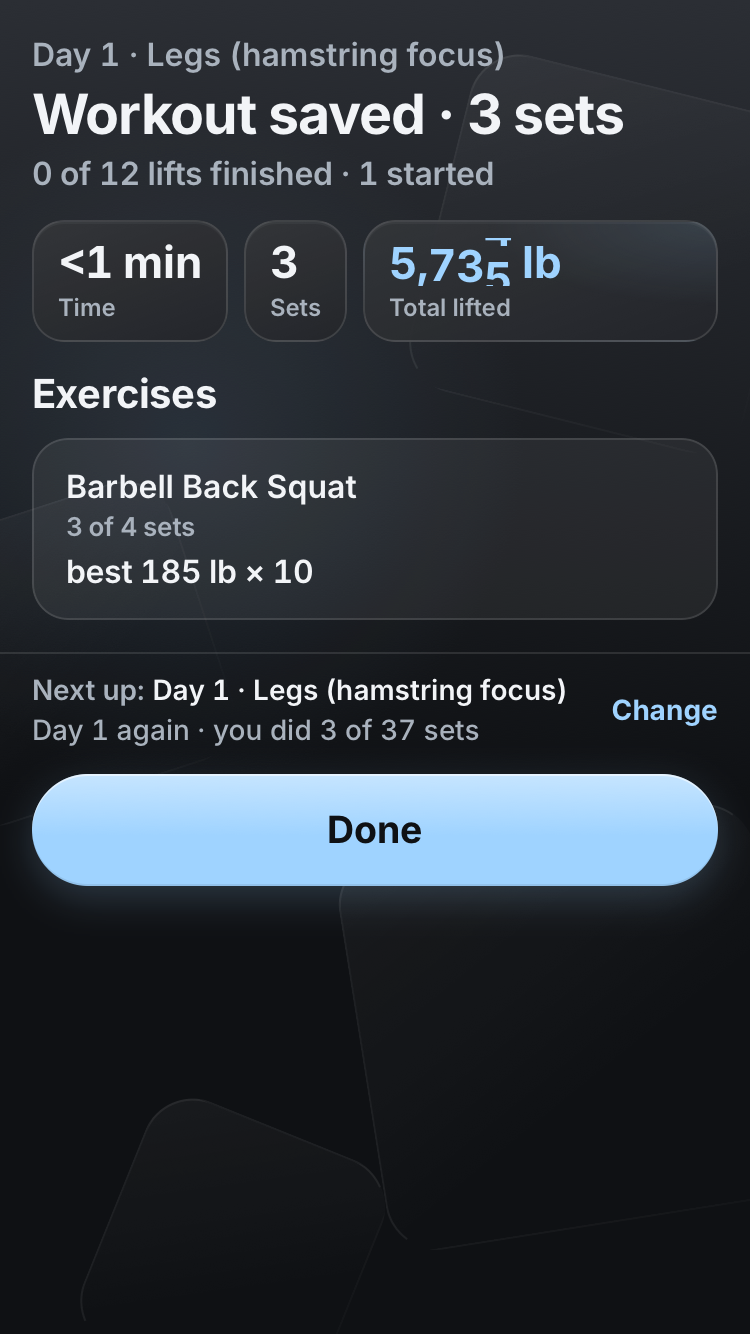 Day 1 · Legs (hamstring focus)
Workout saved · 3 sets
0 of 12 lifts finished · 1 started
<1 min
Time
3
Sets
lb
Total lifted
Exercises
Barbell Back Squat
3 of 4 sets
best 185 lb × 10
Next up: Day 1 · Legs (hamstring focus)
Day 1 again · you did 3 of 37 sets
Change
Done